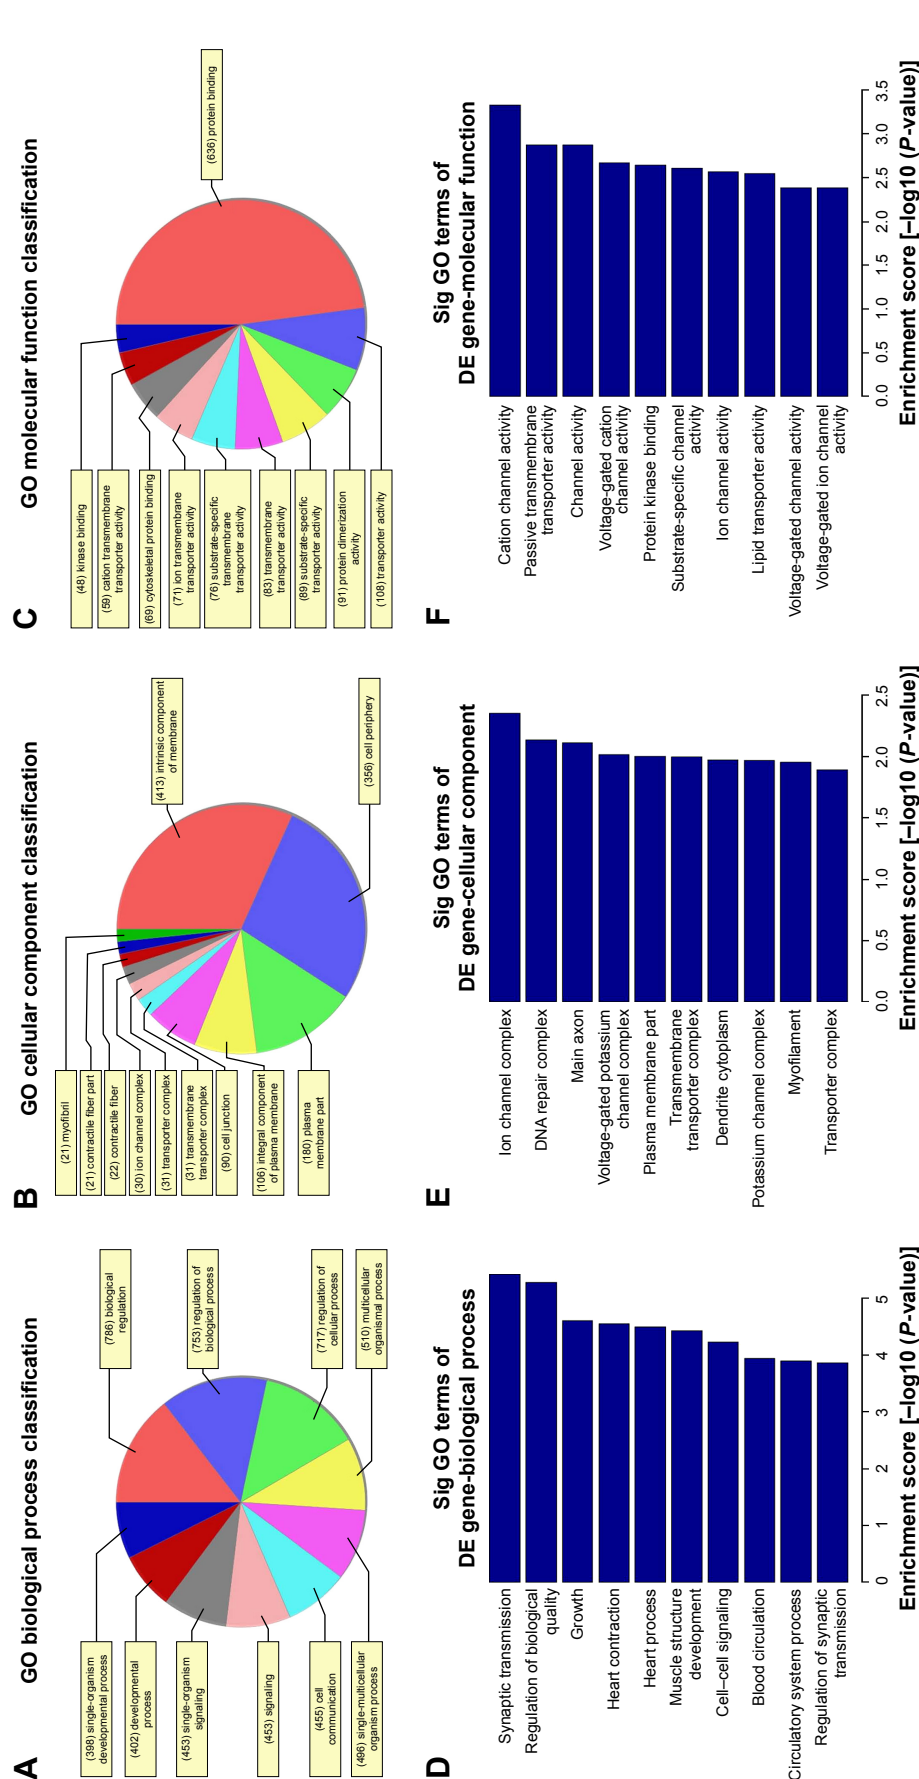 A
GO biological process classification
(786) biological
regulation
(753) regulation of
biological process
(717) regulation of
cellular process
(510) multicellular
organismal process
(398) single-organism
developmental process
(402) developmental
process
(453) single-organism
signaling
(453) signaling
(455) cell
communication
(496) single-multicellular
organism process
B
GO cellular component classification
(413) intrinsic component
of membrane
(356) cell periphery
(21) myofibril
(21) contractile fiber part
(22) contractile fiber
(30) ion channel complex
(31) transporter complex
(31) transmembrane
transporter complex
(90) cell junction
(106) integral component
of plasma membrane
(180) plasma
membrane part
C
GO molecular function classification
(636) protein binding
(48) kinase binding
(59) cation transmembrane
transporter activity
(69) cytoskeletal protein binding
(71) ion transmembrane
transporter activity
(76) substrate-specific
transmembrane
transporter activity
(83) transmembrane
transporter activity
(89) substrate-specific
transporter activity
(91) protein dimerization
activity
(108) transporter activity
D
Sig GO terms of
DE gene-biological process
Synaptic transmission
Regulation of biological
quality
Growth
Heart contraction
Heart process
Muscle structure
development
Cell–cell signaling
Blood circulation
Circulatory system process
Regulation of synaptic
transmission
0 1 2 3 4 5
Enrichment score [–log10 (P-value)]
E
Sig GO terms of
DE gene-cellular component
Ion channel complex
DNA repair complex
Main axon
Voltage-gated potassium
channel complex
Plasma membrane part
Transmembrane
transporter complex
Dendrite cytoplasm
Potassium channel complex
Myofilament
Transporter complex
0.0 0.5 1.0 1.5 2.0 2.5
Enrichment score [–log10 (P-value)]
F
Sig GO terms of
DE gene-molecular function
Cation channel activity
Passive transmembrane
transporter activity
Channel activity
Voltage-gated cation
channel activity
Protein kinase binding
Substrate-specific channel
activity
Ion channel activity
Lipid transporter activity
Voltage-gated channel activity
Voltage-gated ion channel
activity
0.0 0.5 1.0 1.5 2.0 2.5 3.0 3.5
Enrichment score [–log10 (P-value)]